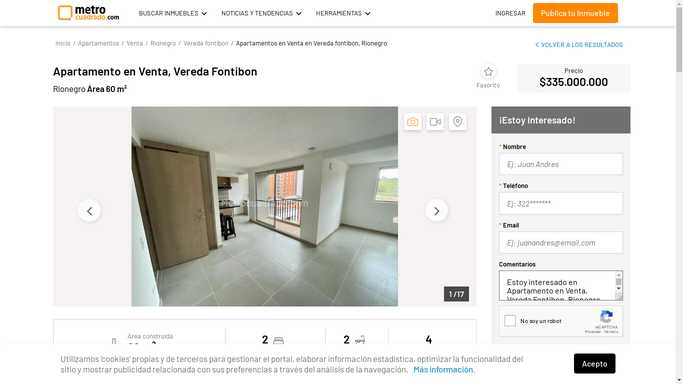 metro
cuadrado.com
BUSCAR INMUEBLES
NOTICIAS Y TENDENCIAS
HERRAMIENTAS
INGRESAR
Publica tu Inmueble
Inicio / Apartamentos / Venta / Rionegro / Vereda fontibon / Apartamentos en Venta en Vereda fontibon, Rionegro
VOLVER A LOS RESULTADOS
Apartamento en Venta, Vereda Fontibon
Rionegro Área 60 m²
Favorito
Precio
$335.000.000
1 / 17
¡Estoy Interesado!
* Nombre
Ej: Juan Andres
* Teléfono
Ej: 322*******
* Email
Ej: juanandres@email.com
Comentarios
Estoy interesado en
Apartamento en Venta,
Vereda Fontibon, Rionegro
No soy un robot
reCAPTCHA
Privacidad - Términos
Área construida
2
2
4
Utilizamos 'cookies' propias y de terceros para gestionar el portal, elaborar información estadística, optimizar la funcionalidad del
sitio y mostrar publicidad relacionada con sus preferencias a través del análisis de la navegación. Más información.
Acepto